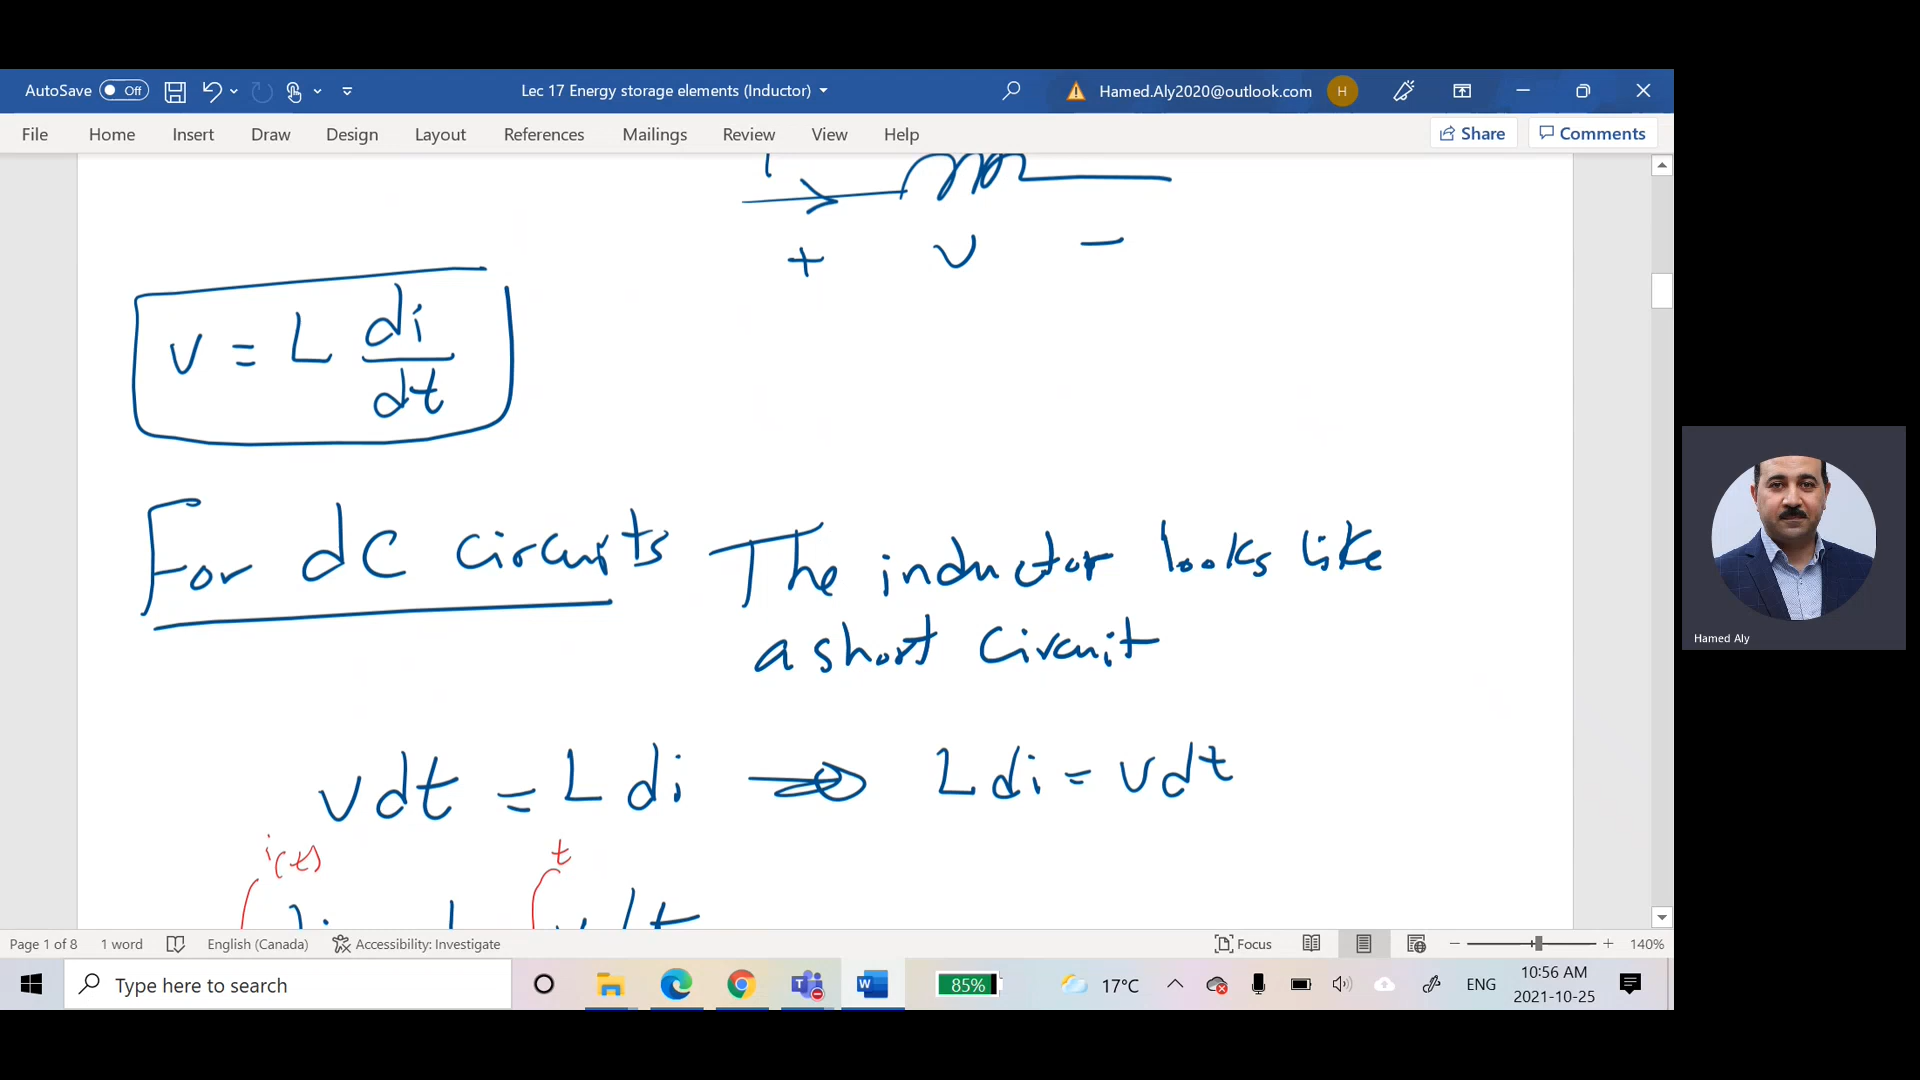 AutoSave Off Lec 17 Energy storage elements (Inductor) Hamed.Aly2020@outlook.com H
File Home Insert Draw Design Layout References Mailings Review View Help Share Comments
i
+ v −
v = L di/dt
For dc circuits The inductor looks like
a short circuit
vdt = L di → L di = vdt
i(t) t
Hamed Aly
Page 1 of 8 1 word English (Canada) Accessibility: Investigate Focus − + 140%
Type here to search 85% 17°C ENG 10:56 AM
2021-10-25